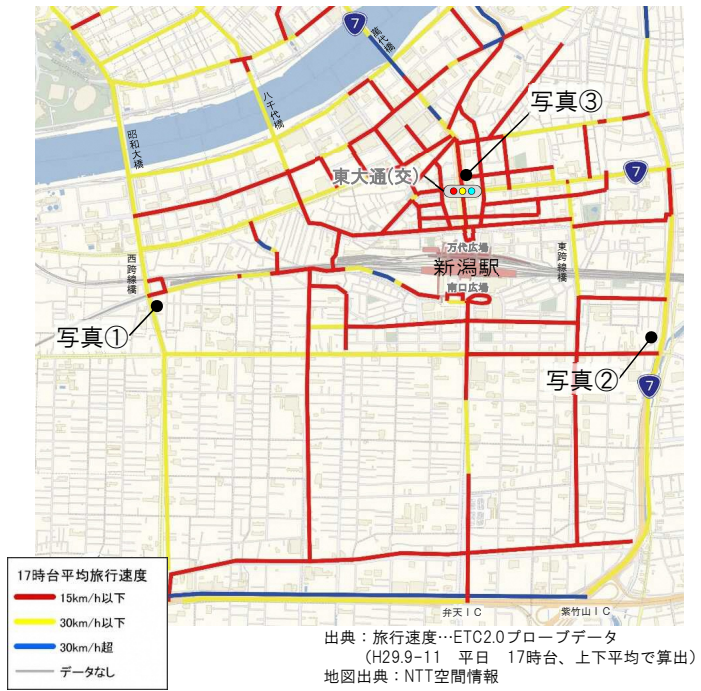 7
萬代橋
八千代橋
昭和大橋
写真③
東大通(交)
7
万代広場
新潟駅
南口広場
西跨線橋
東跨線橋
写真①
写真②
7
17時台平均旅行速度
15km/h以下
30km/h以下
30km/h超
データなし
弁天IC
紫竹山IC
出典：旅行速度…ETC2.0プローブデータ
(H29.9-11　平日　17時台、上下平均で算出)
地図出典：NTT空間情報